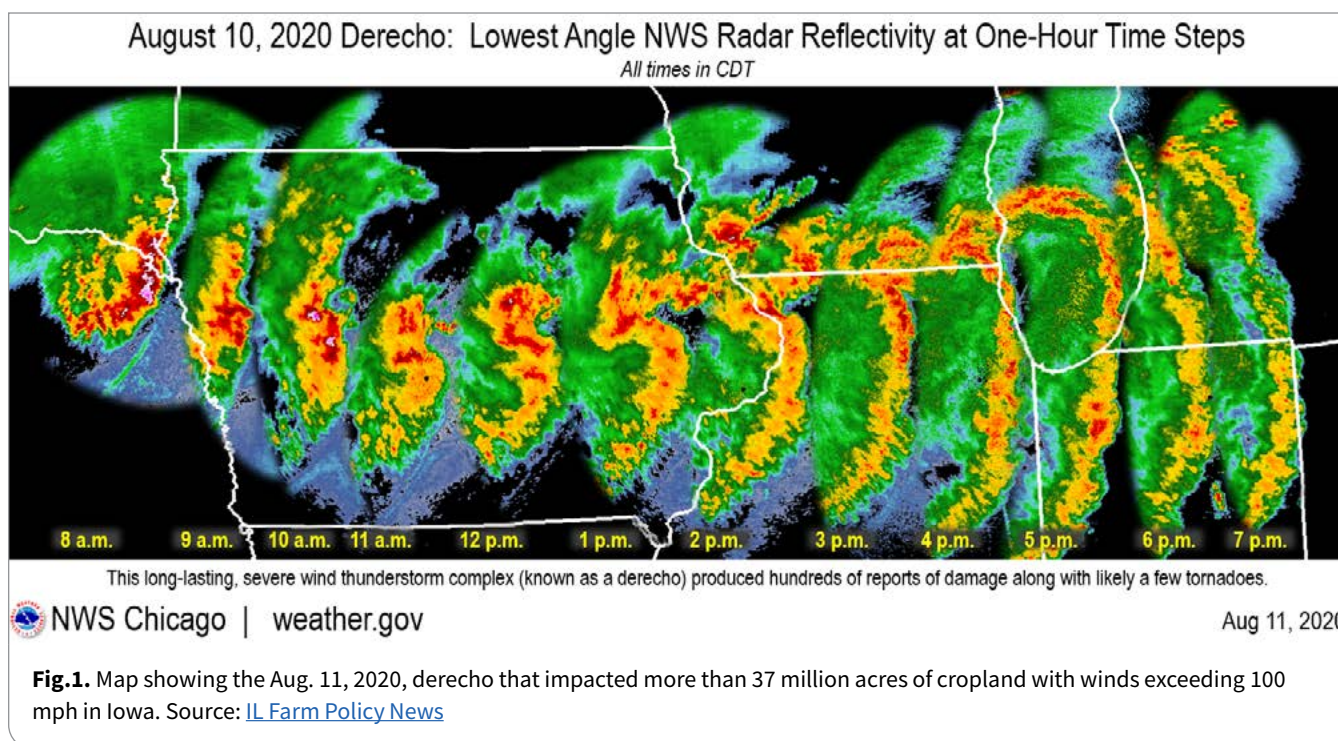 August 10, 2020 Derecho: Lowest Angle NWS Radar Reflectivity at One-Hour Time Steps
All times in CDT
8 a.m. 9 a.m. 10 a.m. 11 a.m. 12 p.m. 1 p.m. 2 p.m. 3 p.m. 4 p.m. 5 p.m. 6 p.m. 7 p.m.
This long-lasting, severe wind thunderstorm complex (known as a derecho) produced hundreds of reports of damage along with likely a few tornadoes.
NWS Chicago | weather.gov
Aug 11, 2020
Fig.1. Map showing the Aug. 11, 2020, derecho that impacted more than 37 million acres of cropland with winds exceeding 100
mph in Iowa. Source: IL Farm Policy News